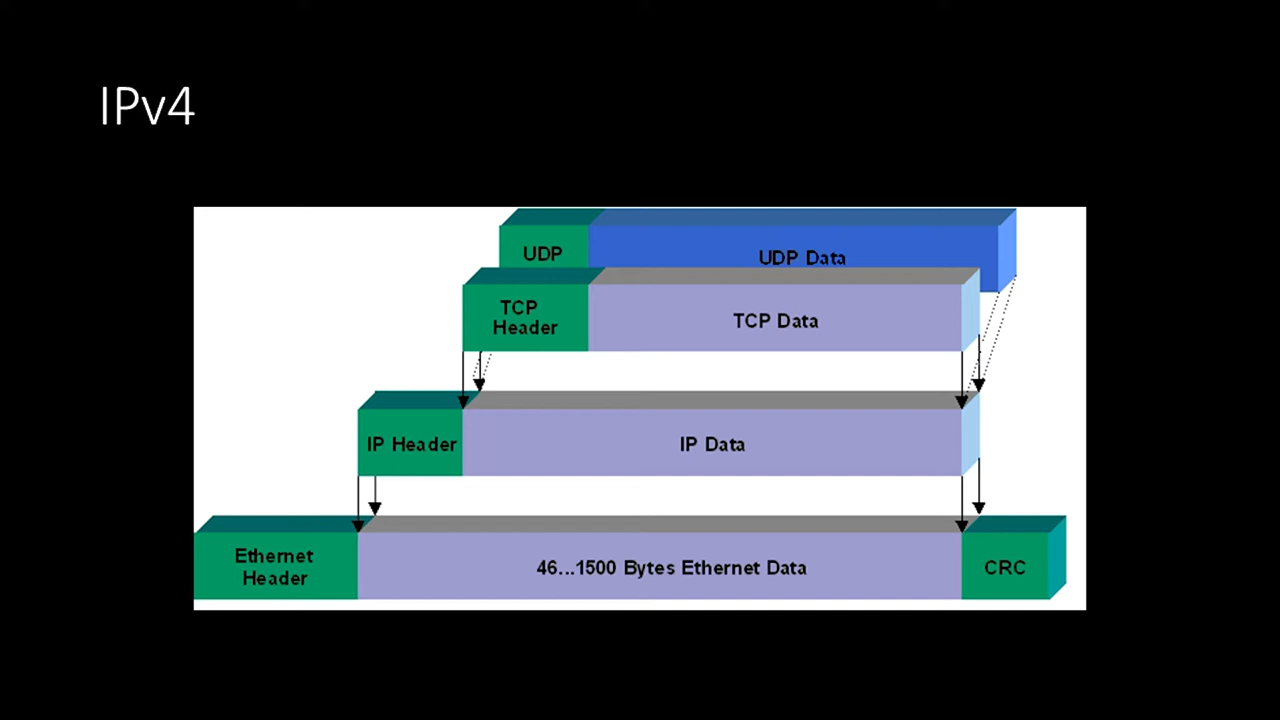 IPv4
UDP
UDP Data
TCP
Header
TCP Data
IP Header
IP Data
Ethernet
Header
46...1500 Bytes Ethernet Data
CRC